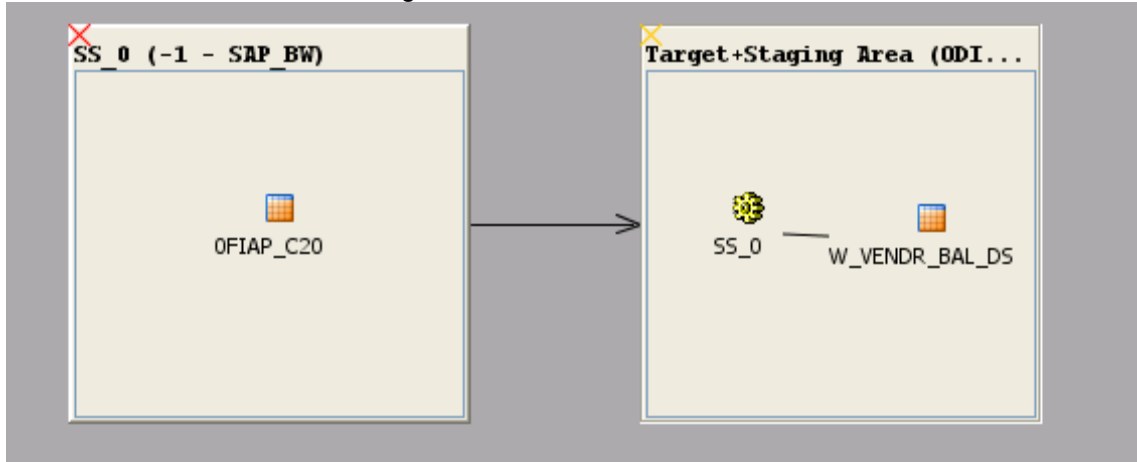 SS_0 (-1 - SAP_BW)
Target+Staging Area (ODI...
0FIAP_C20
SS_0
W_VENDR_BAL_DS